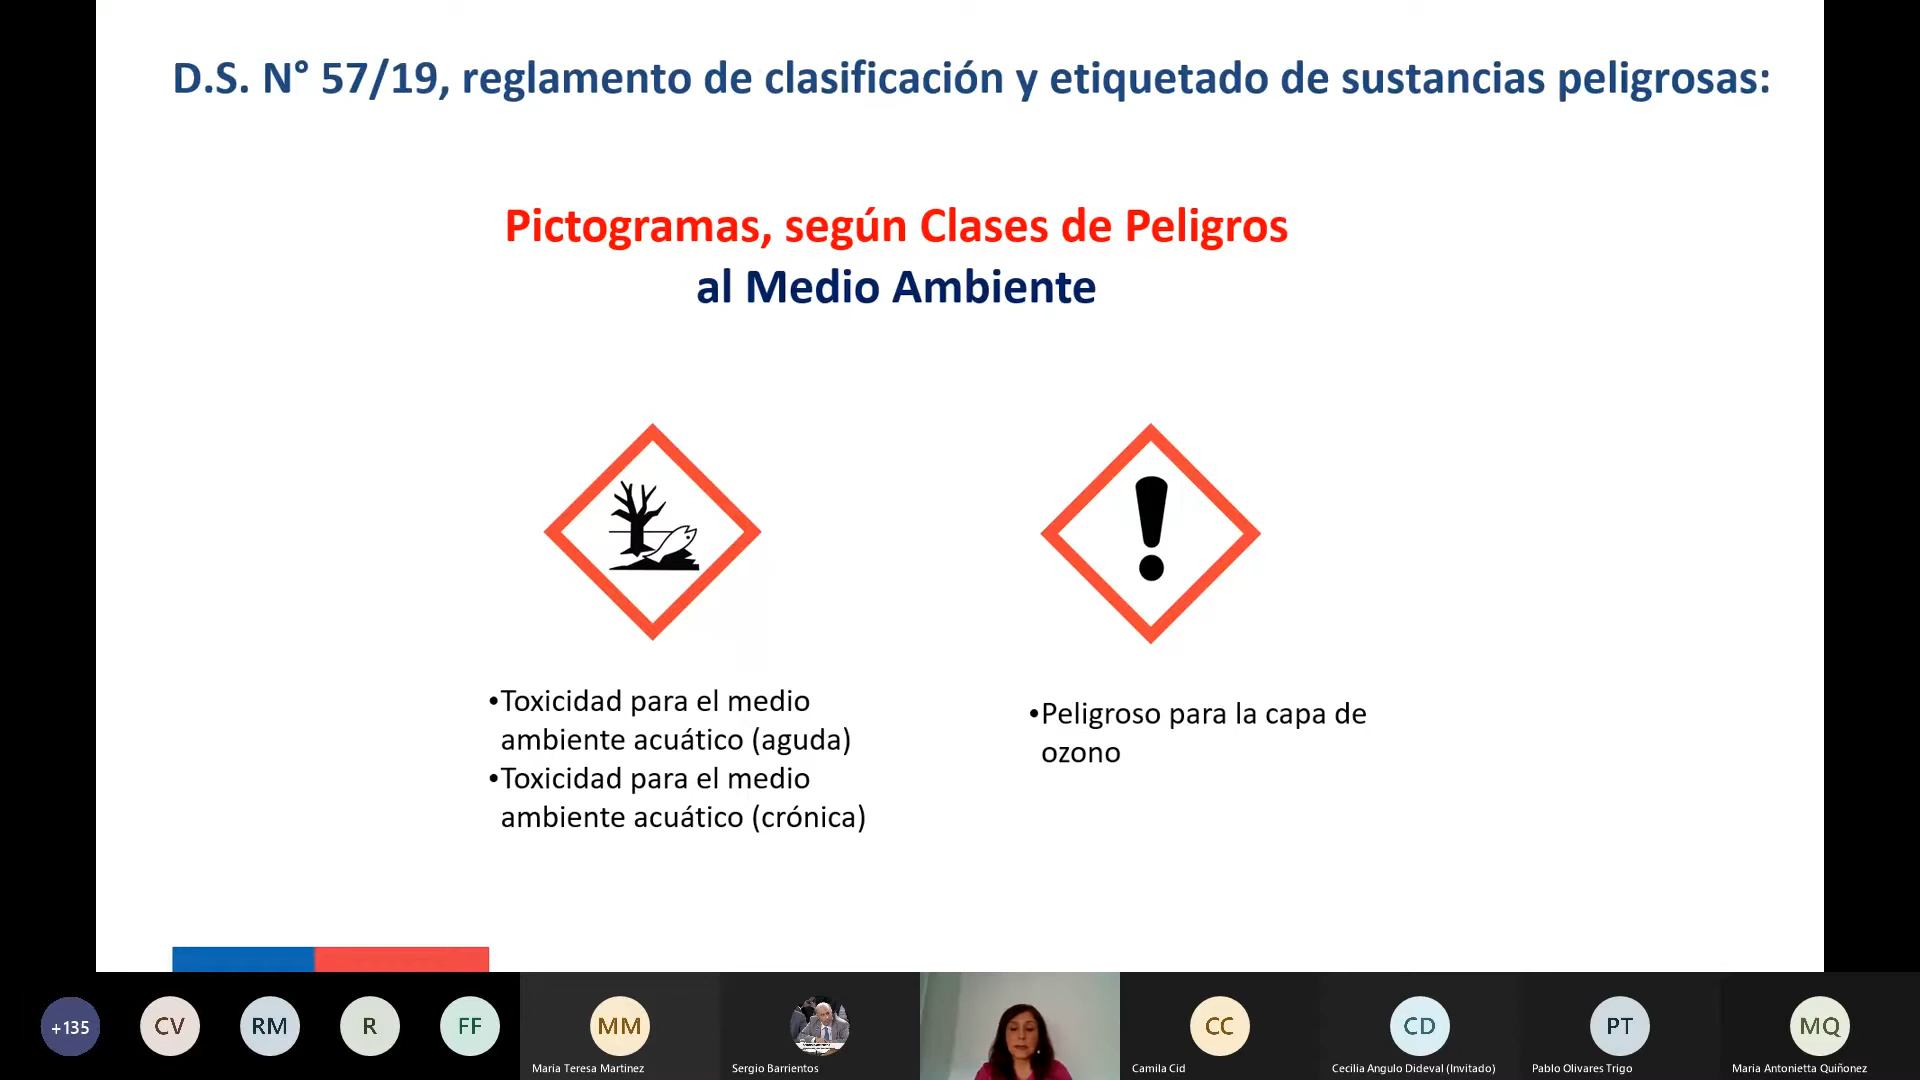 D.S. N° 57/19, reglamento de clasificación y etiquetado de sustancias peligrosas:
Pictogramas, según Clases de Peligros
al Medio Ambiente
•Toxicidad para el medio
ambiente acuático (aguda)
•Toxicidad para el medio
ambiente acuático (crónica)
•Peligroso para la capa de
ozono
+135
CV
RM
R
FF
MM
CC
CD
PT
MQ
Maria Teresa Martinez
Sergio Barrientos
Camila Cid
Cecilia Angulo Dideval (Invitado)
Pablo Olivares Trigo
Maria Antonietta Quiñonez